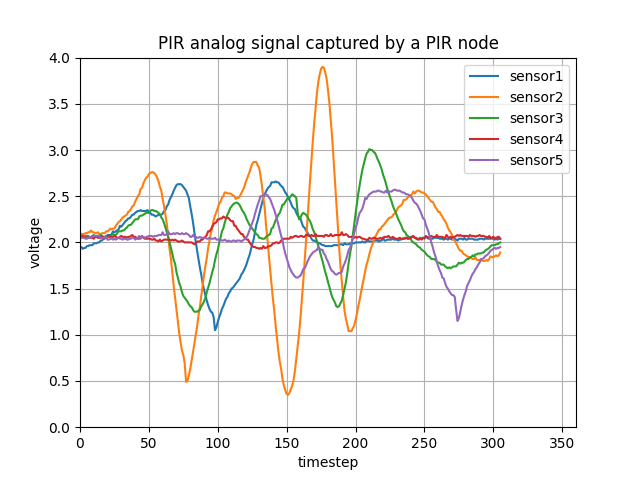 PIR analog signal captured by a PIR node
4.0
3.5
3.0
2.5
2.0
1.5
1.0
0.5
0.0
voltage
sensor1
sensor2
sensor3
sensor4
sensor5
0 50 100 150 200 250 300 350
timestep